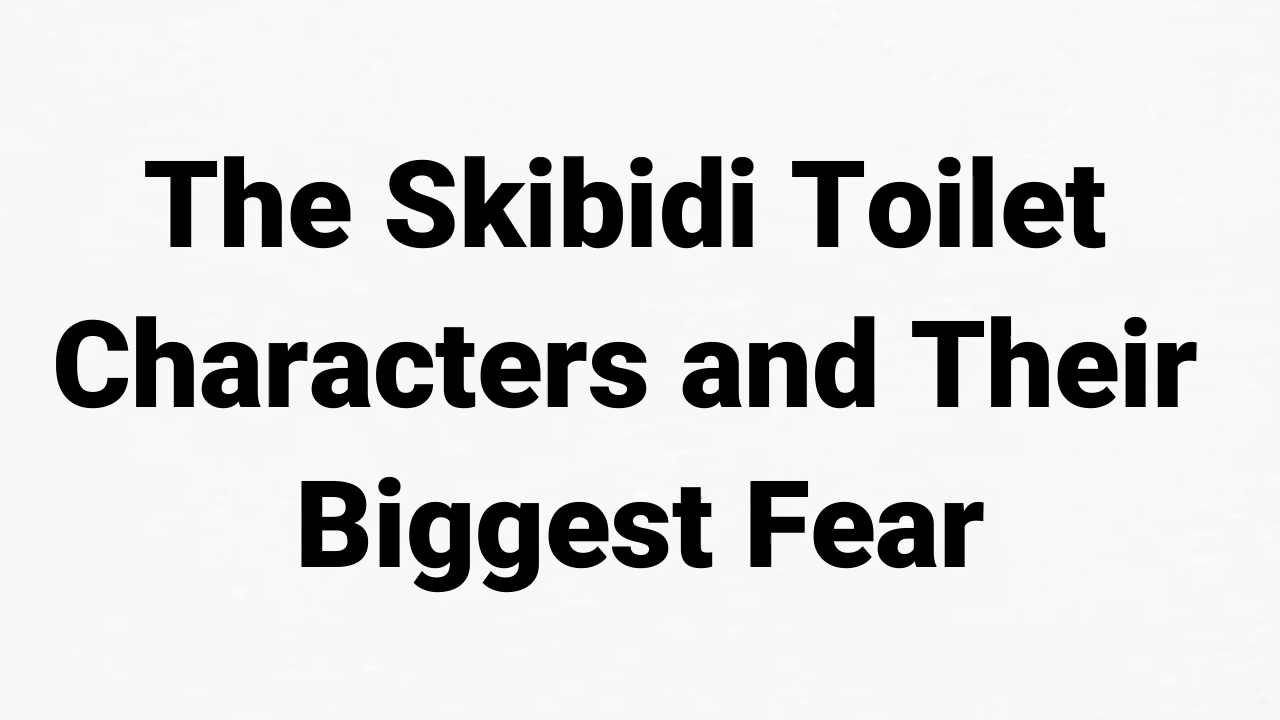 The Skibidi Toilet
Characters and Their
Biggest Fear